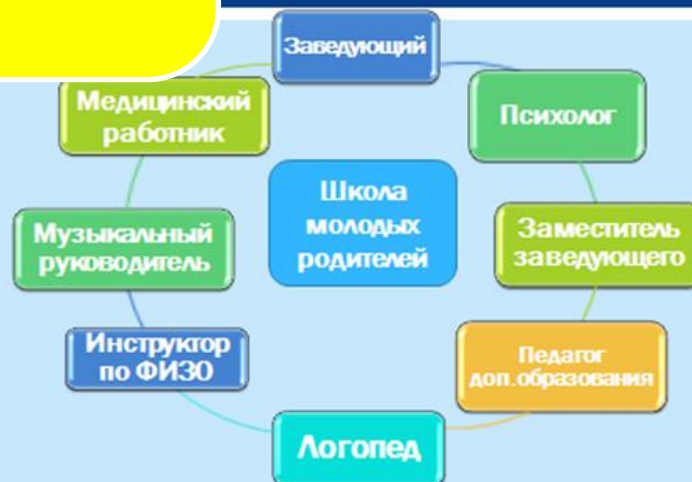 Заведующий
Медицинский
работник
Психолог
Школа
молодых
родителей
Музыкальный
руководитель
Заместитель
заведующего
Инструктор
по ФИЗО
Педагог
доп.образования
Логопед